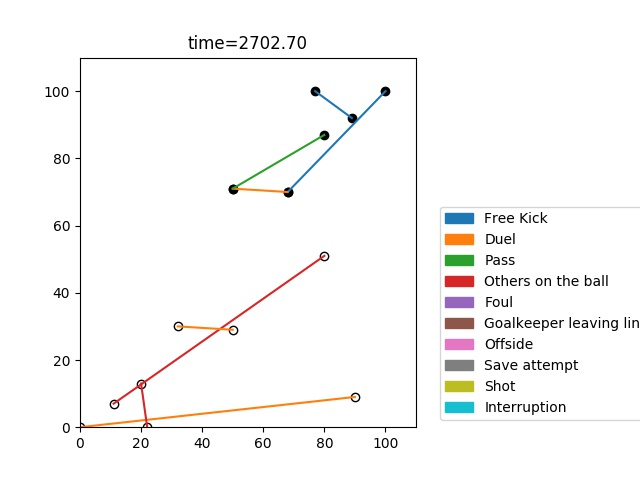 time=2702.70
100
80
60
40
20
0
0 20 40 60 80 100
Free Kick
Duel
Pass
Others on the ball
Foul
Goalkeeper leaving lin
Offside
Save attempt
Shot
Interruption